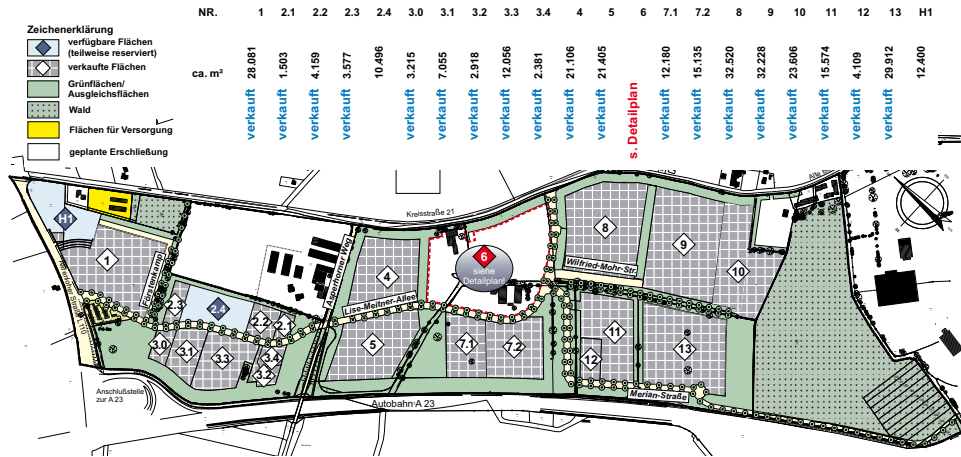 NR. 1 2.1 2.2 2.3 2.4 3.0 3.1 3.2 3.3 3.4 4 5 6 7.1 7.2 8 9 10 11 12 13 H1
ca. m² 28.081 1.503 4.159 3.577 10.496 3.215 7.055 2.918 12.056 2.381 21.106 21.405 12.180 15.135 32.520 32.228 23.606 15.574 4.109 29.912 12.400
verkauft verkauft verkauft verkauft verkauft verkauft verkauft verkauft verkauft verkauft verkauft s. Detailplan verkauft verkauft verkauft verkauft verkauft verkauft verkauft verkauft
Zeichenerklärung
verfügbare Flächen
(teilweise reserviert)
verkaufte Flächen
Grünflächen/
Ausgleichsflächen
Wald
Flächen für Versorgung
geplante Erschließung
Kreisstraße 21
H1
1
Försterkamp
2.3
2.4
2.2
2.1
3.0
3.1
3.3
3.4
3.2
Asperhorner Weg
4
Lise-Meitner-Allee
5
6
siehe
Detailplan!
7.1
7.2
8
Wilfried-Mohr-Str.
9
10
11
12
13
Merian-Straße
Anschlußstelle
zur A 23
Autobahn A 23